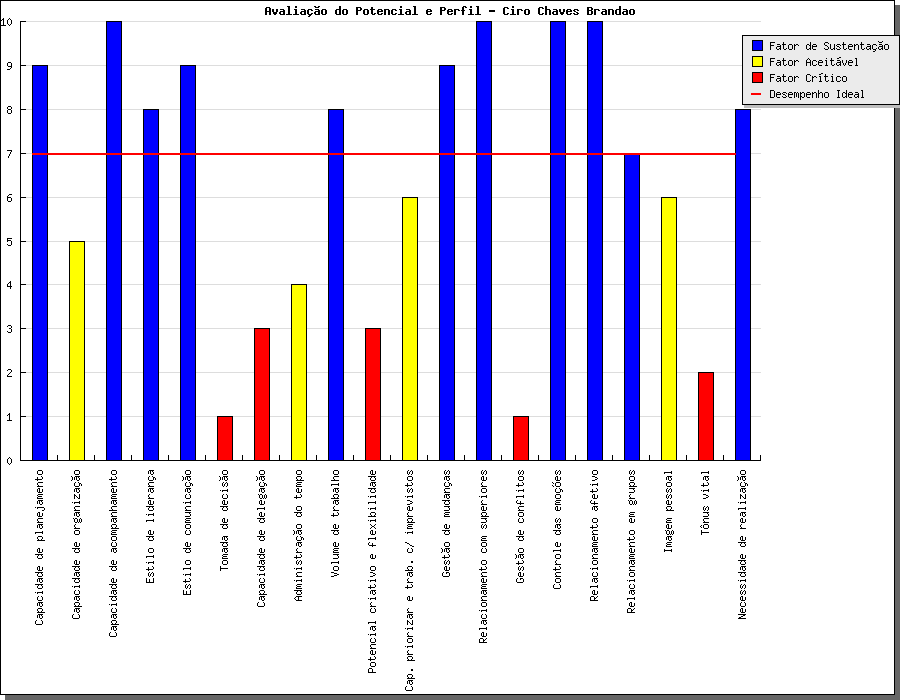 Avaliação do Potencial e Perfil - Ciro Chaves Brandao
10
9
8
7
6
5
4
3
2
1
0
Fator de Sustentação
Fator Aceitável
Fator Crítico
Desempenho Ideal
Capacidade de planejamento
Capacidade de organização
Capacidade de acompanhamento
Estilo de liderança
Estilo de comunicação
Tomada de decisão
Capacidade de delegação
Administração do tempo
Volume de trabalho
Potencial criativo e flexibilidade
Cap. priorizar e trab. c/ imprevistos
Gestão de mudanças
Relacionamento com superiores
Gestão de conflitos
Controle das emoções
Relacionamento afetivo
Relacionamento em grupos
Imagem pessoal
Tônus vital
Necessidade de realização